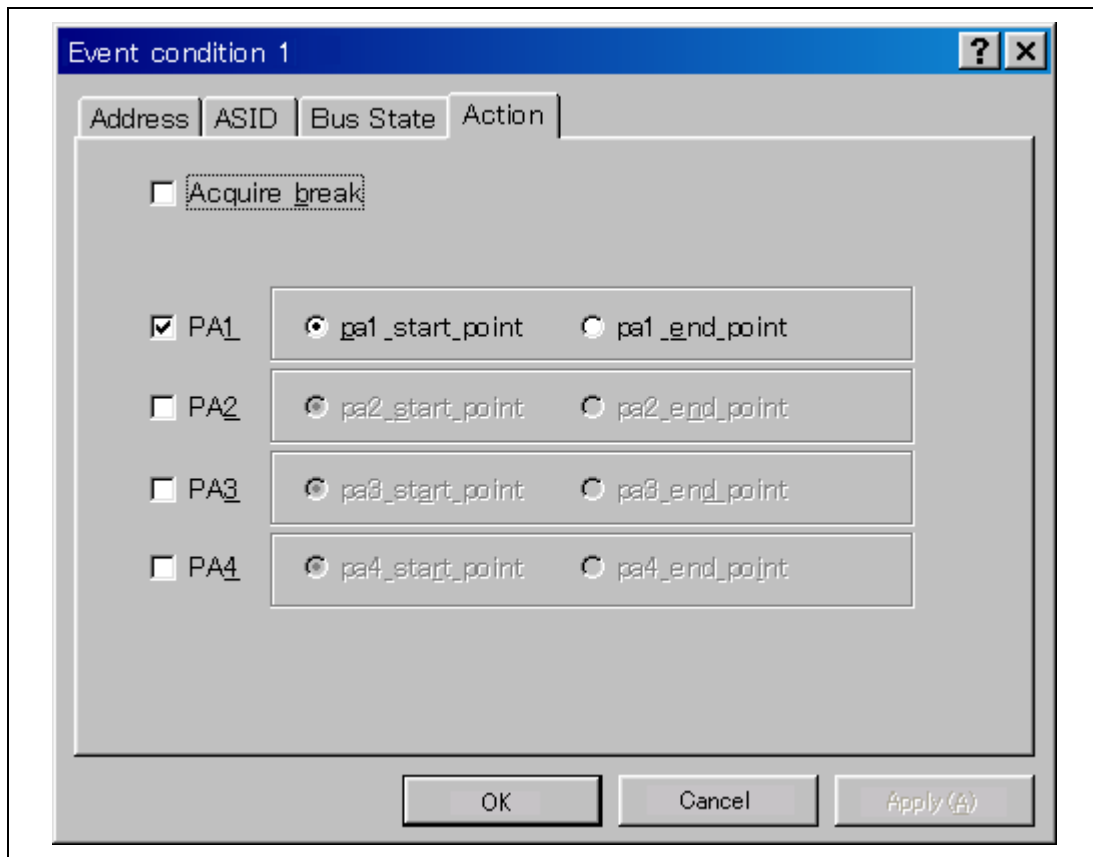 Event condition 1
Address ASID Bus State Action
Acquire break
PA1 pa1_start_point pa1_end_point
PA2 pa2_start_point pa2_end_point
PA3 pa3_start_point pa3_end_point
PA4 pa4_start_point pa4_end_point
OK Cancel Apply(A)